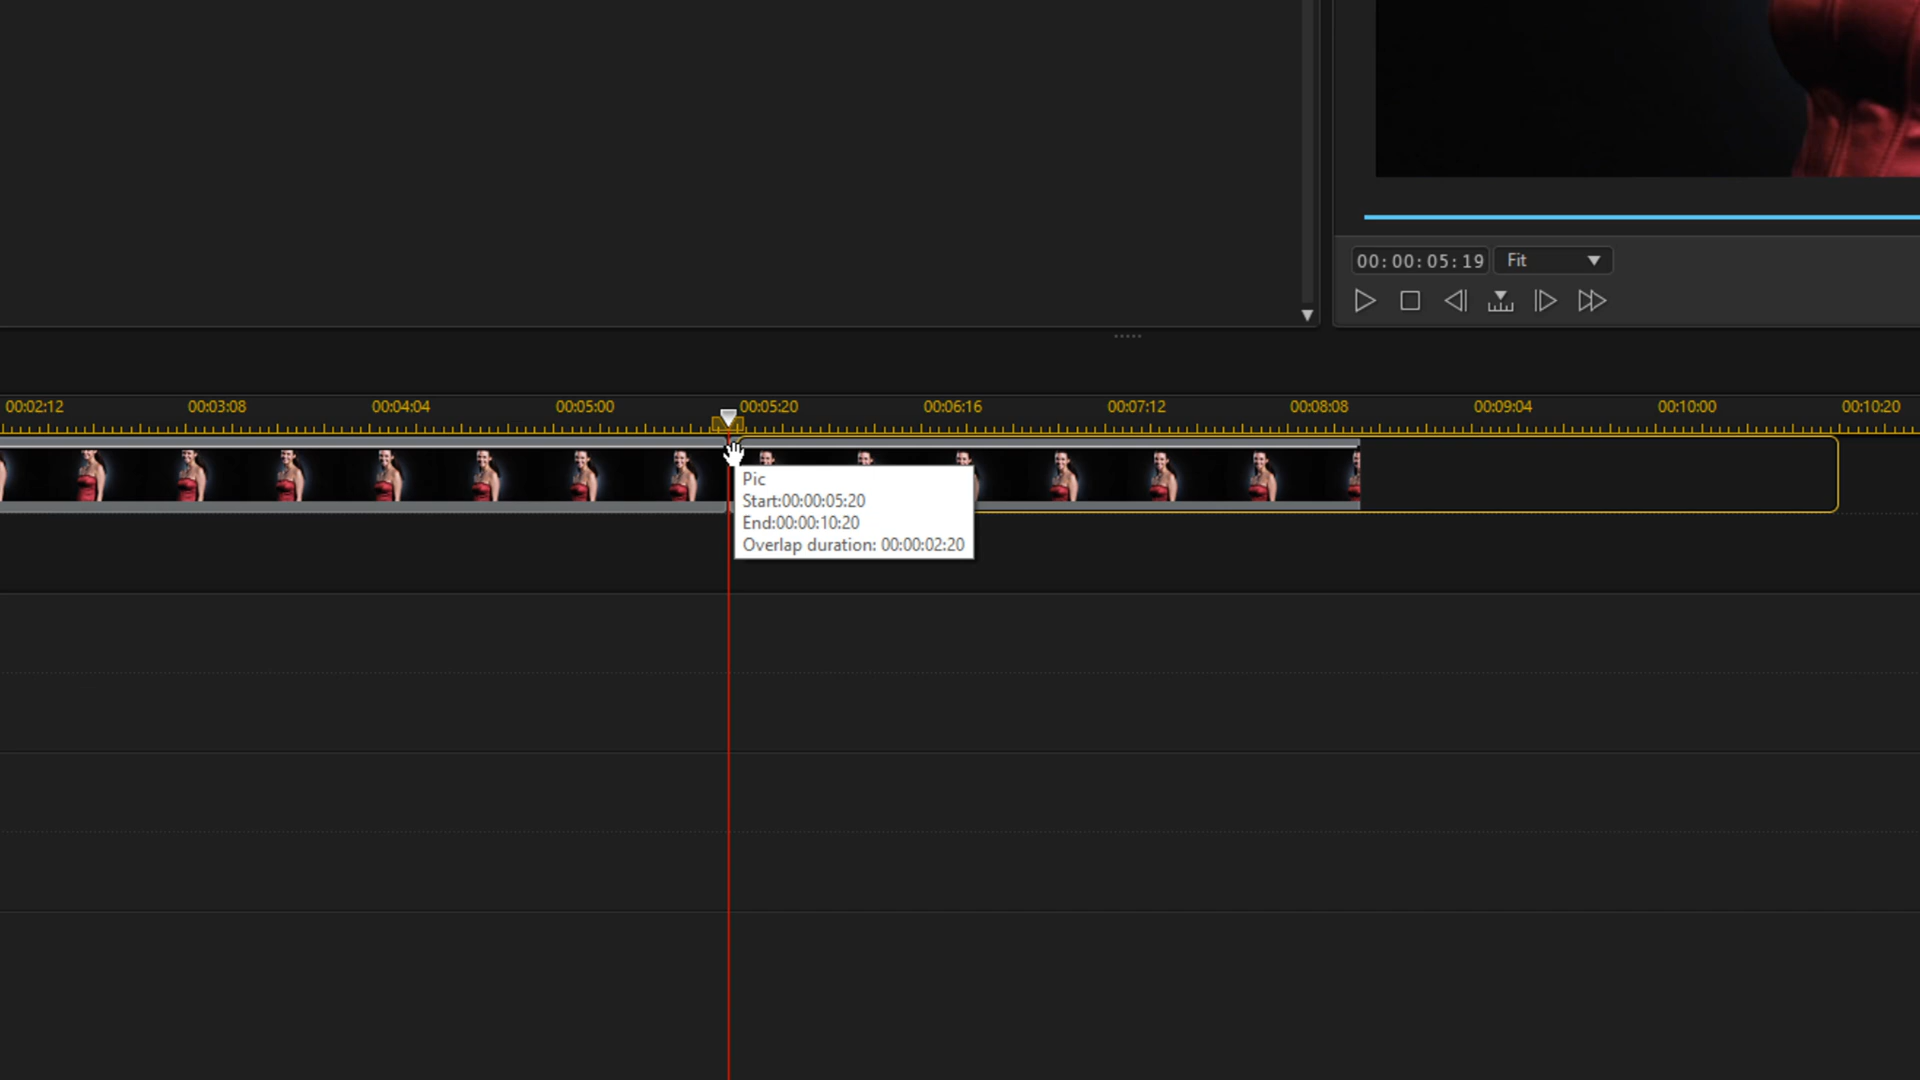 00:00:05:19 Fit
00:02:12 00:03:08 00:04:04 00:05:00 00:05:20 00:06:16 00:07:12 00:08:08 00:09:04 00:10:00 00:10:20
Pic
Start:00:00:05:20
End:00:00:10:20
Overlap duration: 00:00:02:20